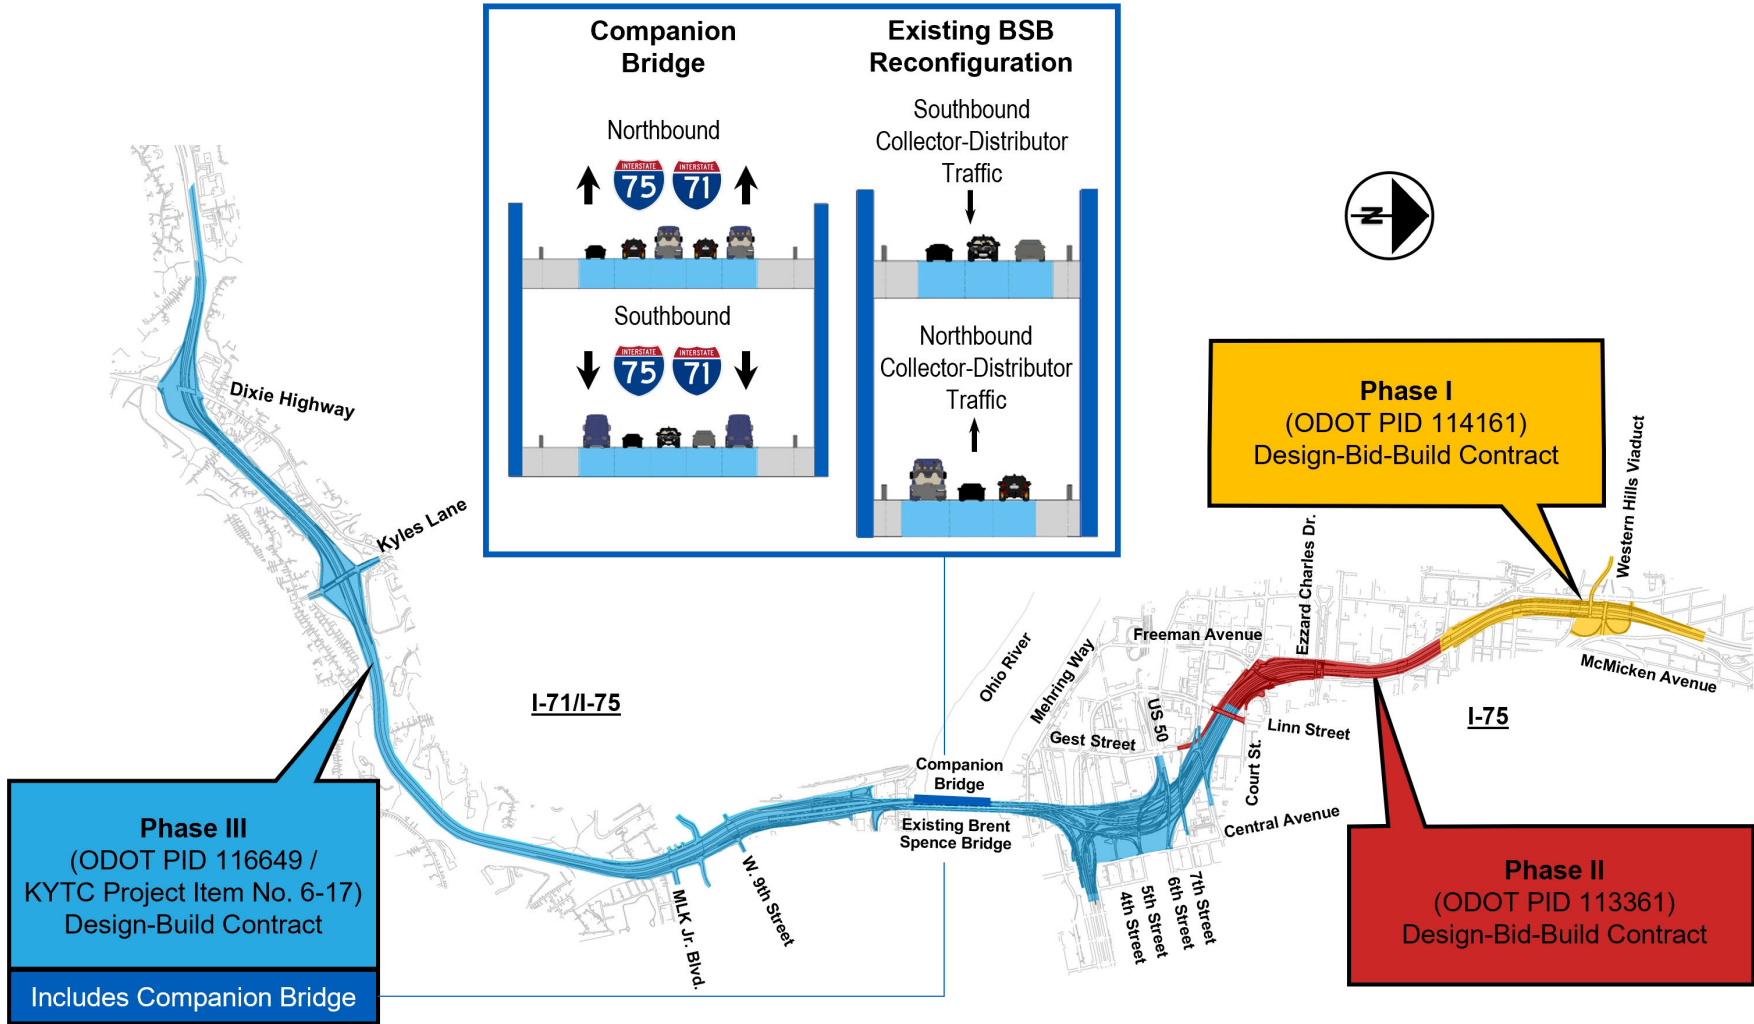 Companion
Bridge
Existing BSB
Reconfiguration
Northbound
INTERSTATE
75
INTERSTATE
71
Southbound
INTERSTATE
75
INTERSTATE
71
Southbound
Collector-Distributor
Traffic
Northbound
Collector-Distributor
Traffic
N
Phase I
(ODOT PID 114161)
Design-Bid-Build Contract
Dixie Highway
Kyles Lane
Western Hills Viaduct
Ezzard Charles Dr.
Freeman Avenue
McMicken Avenue
Ohio River
Mehring Way
I-71/I-75
US 50
Gest Street
Linn Street
I-75
Court St.
Companion
Bridge
Existing Brent
Spence Bridge
Central Avenue
W. 9th Street
MLK Jr. Blvd.
4th Street
5th Street
6th Street
7th Street
Phase III
(ODOT PID 116649 /
KYTC Project Item No. 6-17)
Design-Build Contract
Includes Companion Bridge
Phase II
(ODOT PID 113361)
Design-Bid-Build Contract